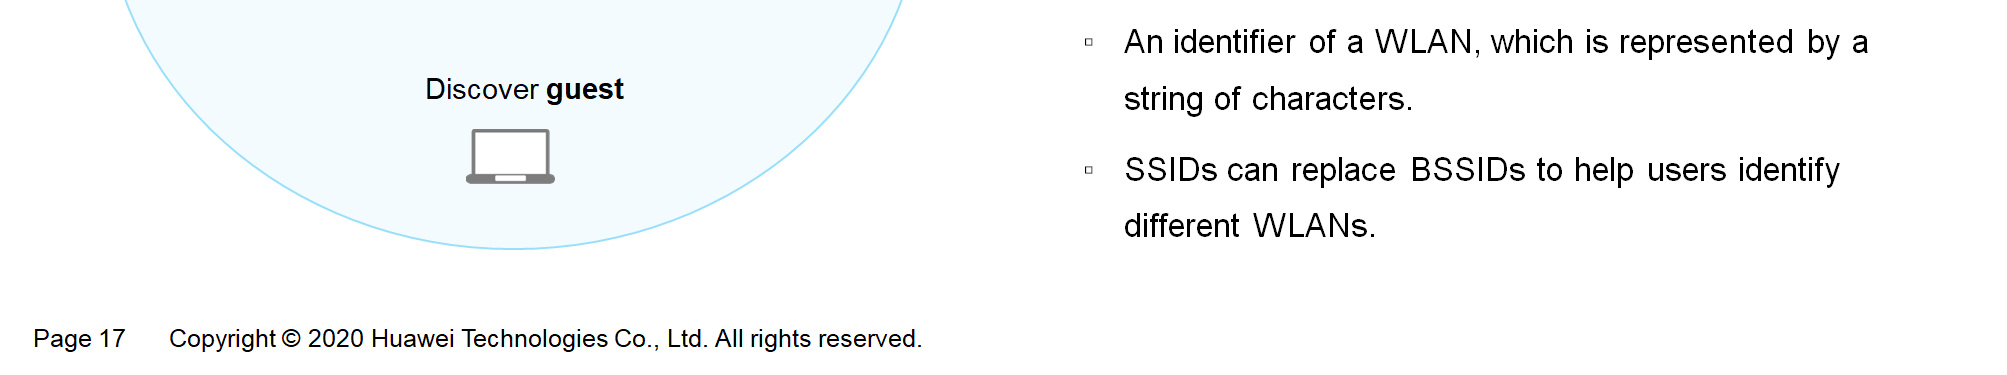 Discover guest
▫ An identifier of a WLAN, which is represented by a
string of characters.
▫ SSIDs can replace BSSIDs to help users identify
different WLANs.
Page 17 Copyright © 2020 Huawei Technologies Co., Ltd. All rights reserved.